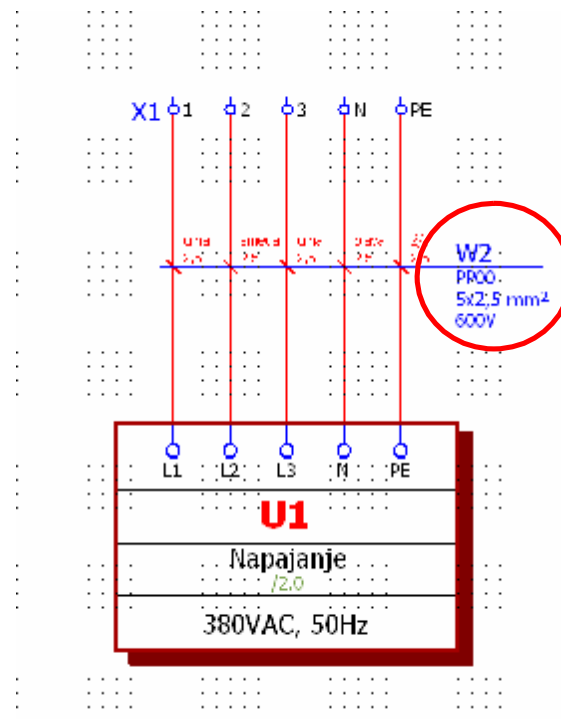 X1 1 2 3 N PE
W2
5x2,5 mm²
600V
L1 L2 L3 N PE
U1
Napajanje
/2.0
380VAC, 50Hz